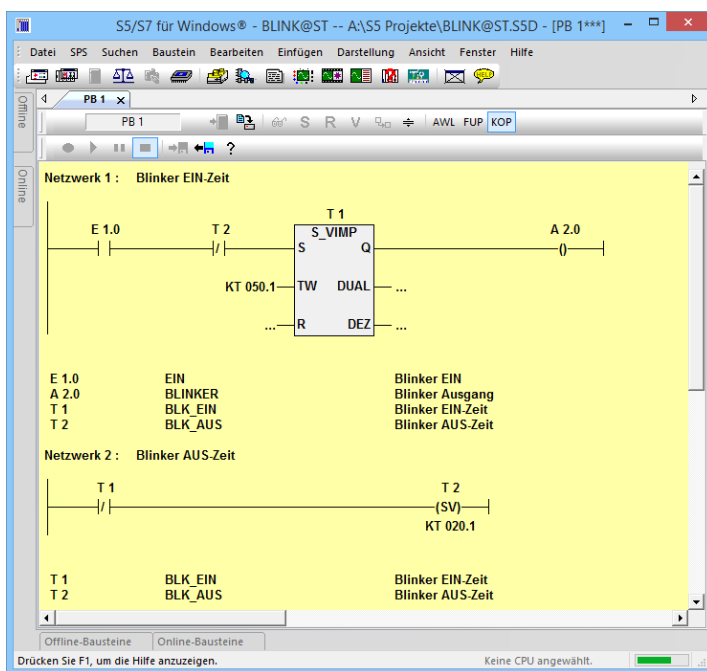 S5/S7 für Windows® - BLINK@ST -- A:\S5 Projekte\BLINK@ST.S5D - [PB 1***]
Datei SPS Suchen Baustein Bearbeiten Einfügen Darstellung Ansicht Fenster Hilfe
HELP
Offline
Online
PB 1 x
PB 1 S R V AWL FUP KOP
?
Netzwerk 1 : Blinker EIN-Zeit
T 1
E 1.0 T 2 S_VIMP A 2.0
S Q
KT 050.1 TW DUAL ...
... R DEZ ...
E 1.0 EIN Blinker EIN
A 2.0 BLINKER Blinker Ausgang
T 1 BLK_EIN Blinker EIN-Zeit
T 2 BLK_AUS Blinker AUS-Zeit
Netzwerk 2 : Blinker AUS-Zeit
T 1 T 2
(SV)
KT 020.1
T 1 BLK_EIN Blinker EIN-Zeit
T 2 BLK_AUS Blinker AUS-Zeit
Offline-Bausteine Online-Bausteine
Drücken Sie F1, um die Hilfe anzuzeigen. Keine CPU angewählt.